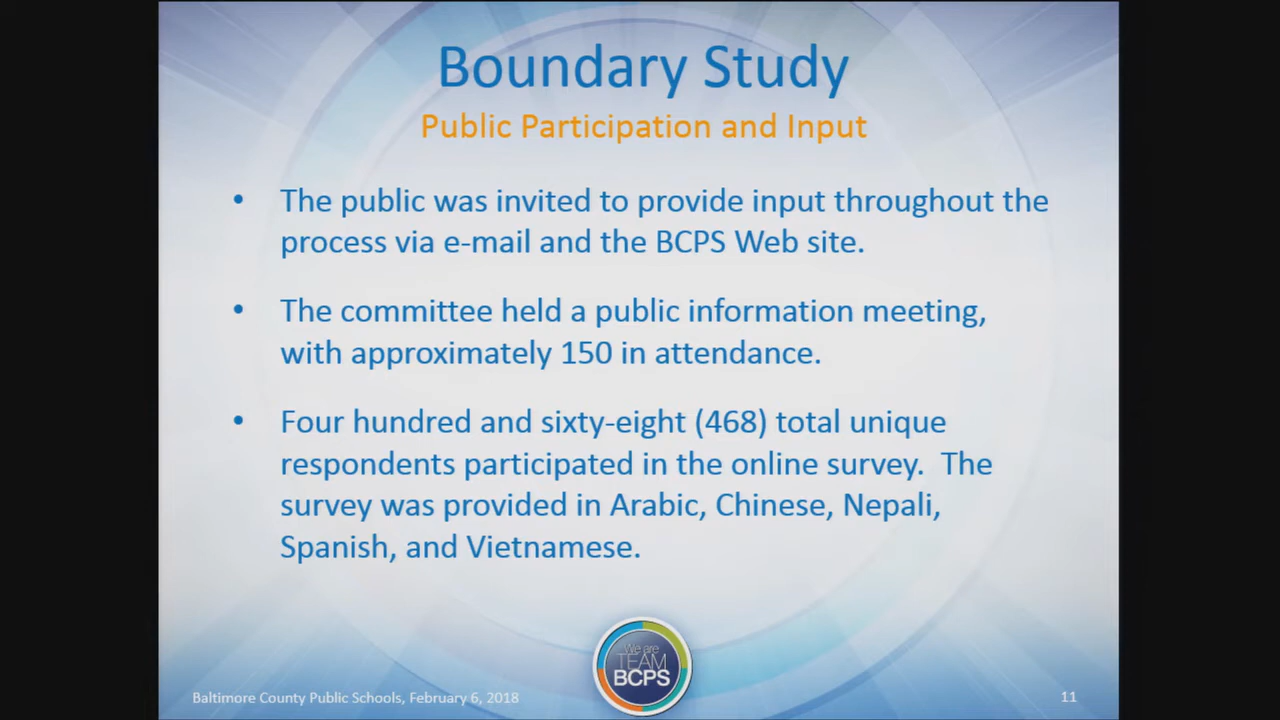 Boundary Study
Public Participation and Input
• The public was invited to provide input throughout the
process via e-mail and the BCPS Web site.
• The committee held a public information meeting,
with approximately 150 in attendance.
• Four hundred and sixty-eight (468) total unique
respondents participated in the online survey.  The
survey was provided in Arabic, Chinese, Nepali,
Spanish, and Vietnamese.
We are
TEAM
BCPS
Baltimore County Public Schools, February 6, 2018
11